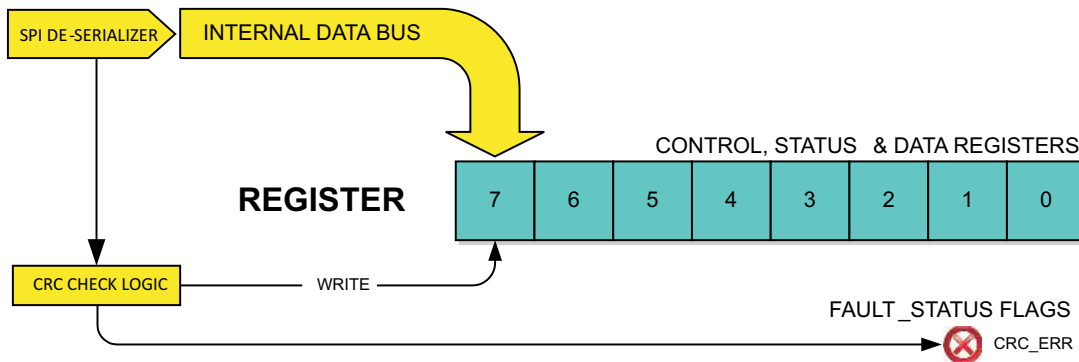 SPI DE-SERIALIZER
INTERNAL DATA BUS
CONTROL, STATUS & DATA REGISTERS
REGISTER
7 6 5 4 3 2 1 0
CRC CHECK LOGIC
WRITE
FAULT_STATUS FLAGS
CRC_ERR